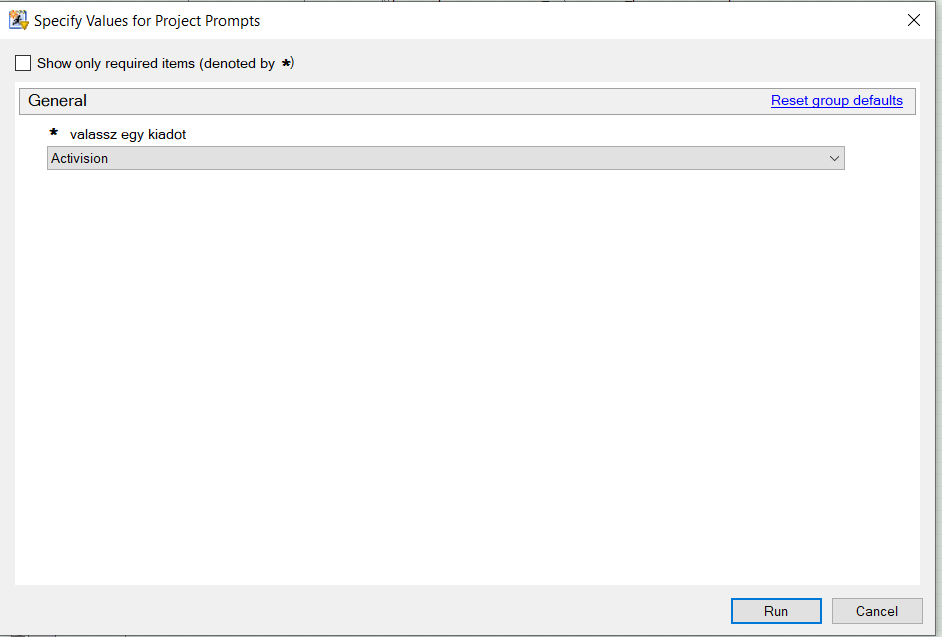 Specify Values for Project Prompts
Show only required items (denoted by *)
General
Reset group defaults
* valassz egy kiadot
Activision
Run
Cancel